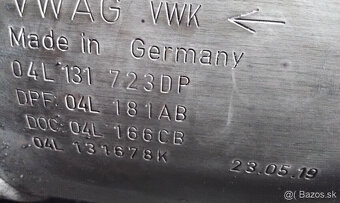 VWAG VWK ←
Made in Germany
04L 131 723DP
DPF: 04L 181AB
DOC: 04L 166CB
04L 131678K
23.05.19
© Bazos.sk